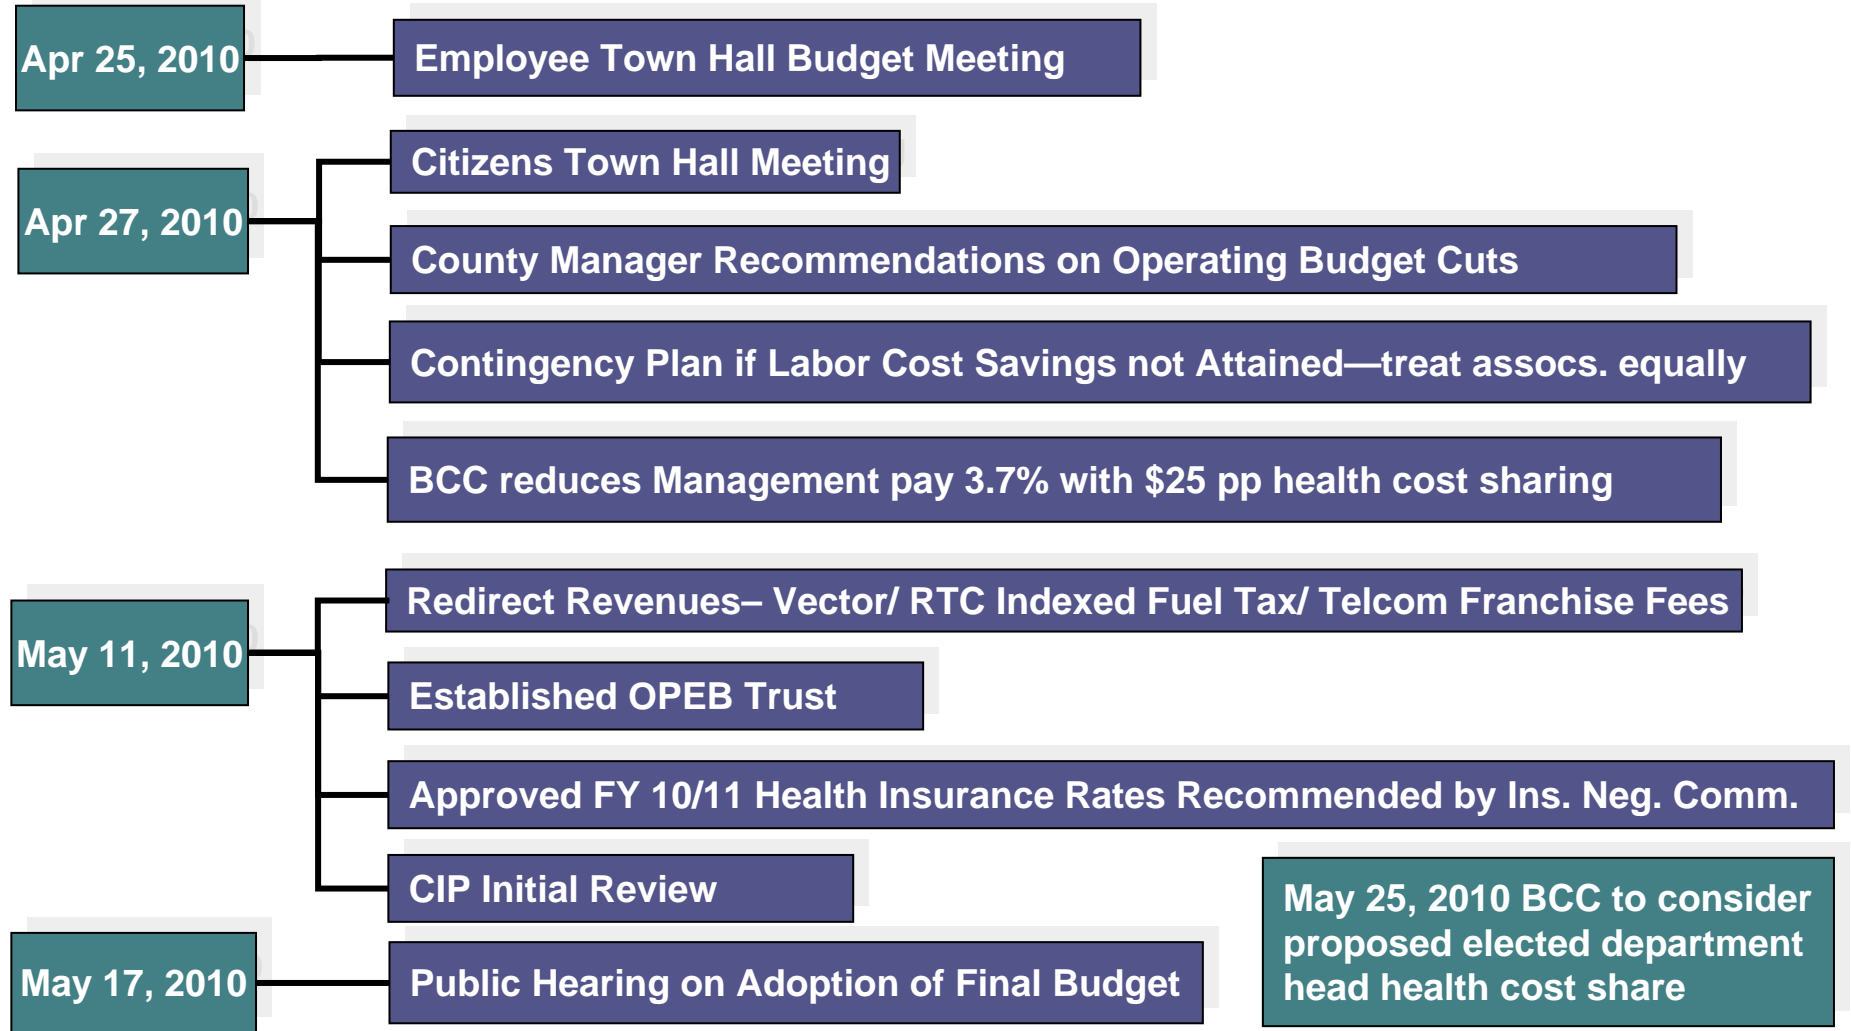 Apr 25, 2010
Employee Town Hall Budget Meeting
Apr 27, 2010
Citizens Town Hall Meeting
County Manager Recommendations on Operating Budget Cuts
Contingency Plan if Labor Cost Savings not Attained—treat assocs. equally
BCC reduces Management pay 3.7% with $25 pp health cost sharing
May 11, 2010
Redirect Revenues– Vector/ RTC Indexed Fuel Tax/ Telcom Franchise Fees
Established OPEB Trust
Approved FY 10/11 Health Insurance Rates Recommended by Ins. Neg. Comm.
CIP Initial Review
May 17, 2010
Public Hearing on Adoption of Final Budget
May 25, 2010 BCC to consider
proposed elected department
head health cost share